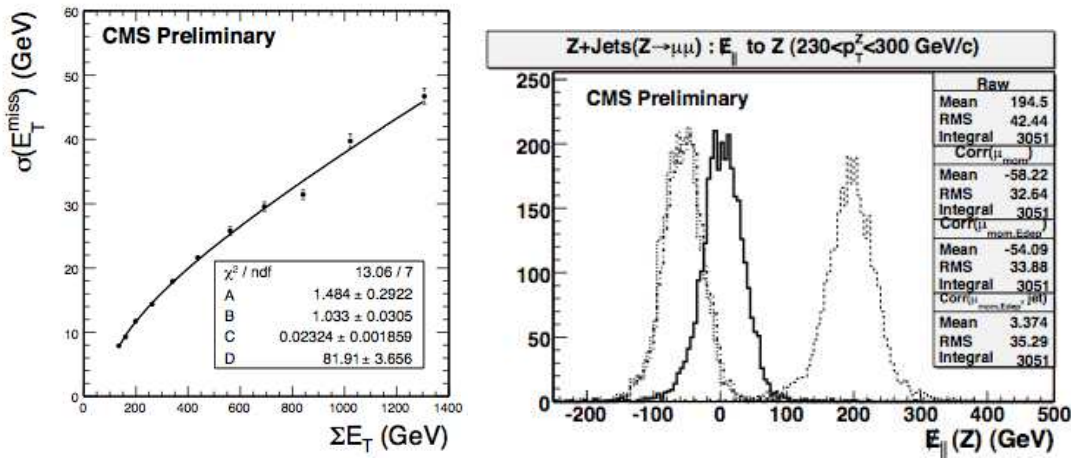 CMS Preliminary
σ(E_T^miss) (GeV)
60
50
40
30
20
10
0
χ² / ndf 13.06 / 7
A 1.484 ± 0.2922
B 1.033 ± 0.0305
C 0.02324 ± 0.001859
D 81.91 ± 3.656
0 200 400 600 800 1000 1200 1400
ΣE_T (GeV)
Z+Jets(Z→μμ) : E̸_|| to Z (230<p_T^Z<300 GeV/c)
CMS Preliminary
250
200
150
100
50
0
Raw
Mean 194.5
RMS 42.44
Integral 3051
Corr(μ_mom)
Mean -58.22
RMS 32.64
Integral 3051
Corr(μ_mom,Edep)
Mean -54.09
RMS 33.88
Integral 3051
Corr(μ_mom,Edep, jet)
Mean 3.374
RMS 35.29
Integral 3051
-200 -100 0 100 200 300 400 500
E̸_|| (Z) (GeV)